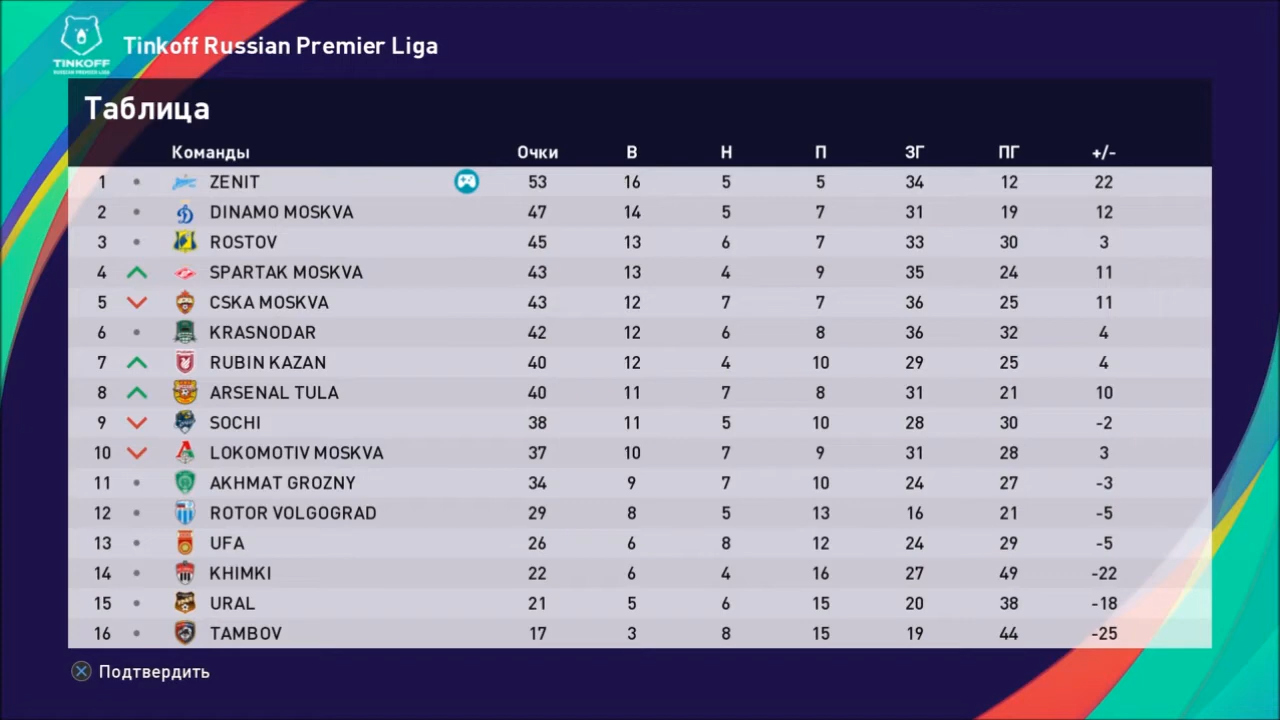 Tinkoff Russian Premier Liga
TINKOFF
RUSSIAN PREMIER LIGA
Таблица
Команды Очки В Н П ЗГ ПГ +/-
1 ZENIT 53 16 5 5 34 12 22
2 DINAMO MOSKVA 47 14 5 7 31 19 12
3 ROSTOV 45 13 6 7 33 30 3
4 SPARTAK MOSKVA 43 13 4 9 35 24 11
5 CSKA MOSKVA 43 12 7 7 36 25 11
6 KRASNODAR 42 12 6 8 36 32 4
7 RUBIN KAZAN 40 12 4 10 29 25 4
8 ARSENAL TULA 40 11 7 8 31 21 10
9 SOCHI 38 11 5 10 28 30 -2
10 LOKOMOTIV MOSKVA 37 10 7 9 31 28 3
11 AKHMAT GROZNY 34 9 7 10 24 27 -3
12 ROTOR VOLGOGRAD 29 8 5 13 16 21 -5
13 UFA 26 6 8 12 24 29 -5
14 KHIMKI 22 6 4 16 27 49 -22
15 URAL 21 5 6 15 20 38 -18
16 TAMBOV 17 3 8 15 19 44 -25
Подтвердить